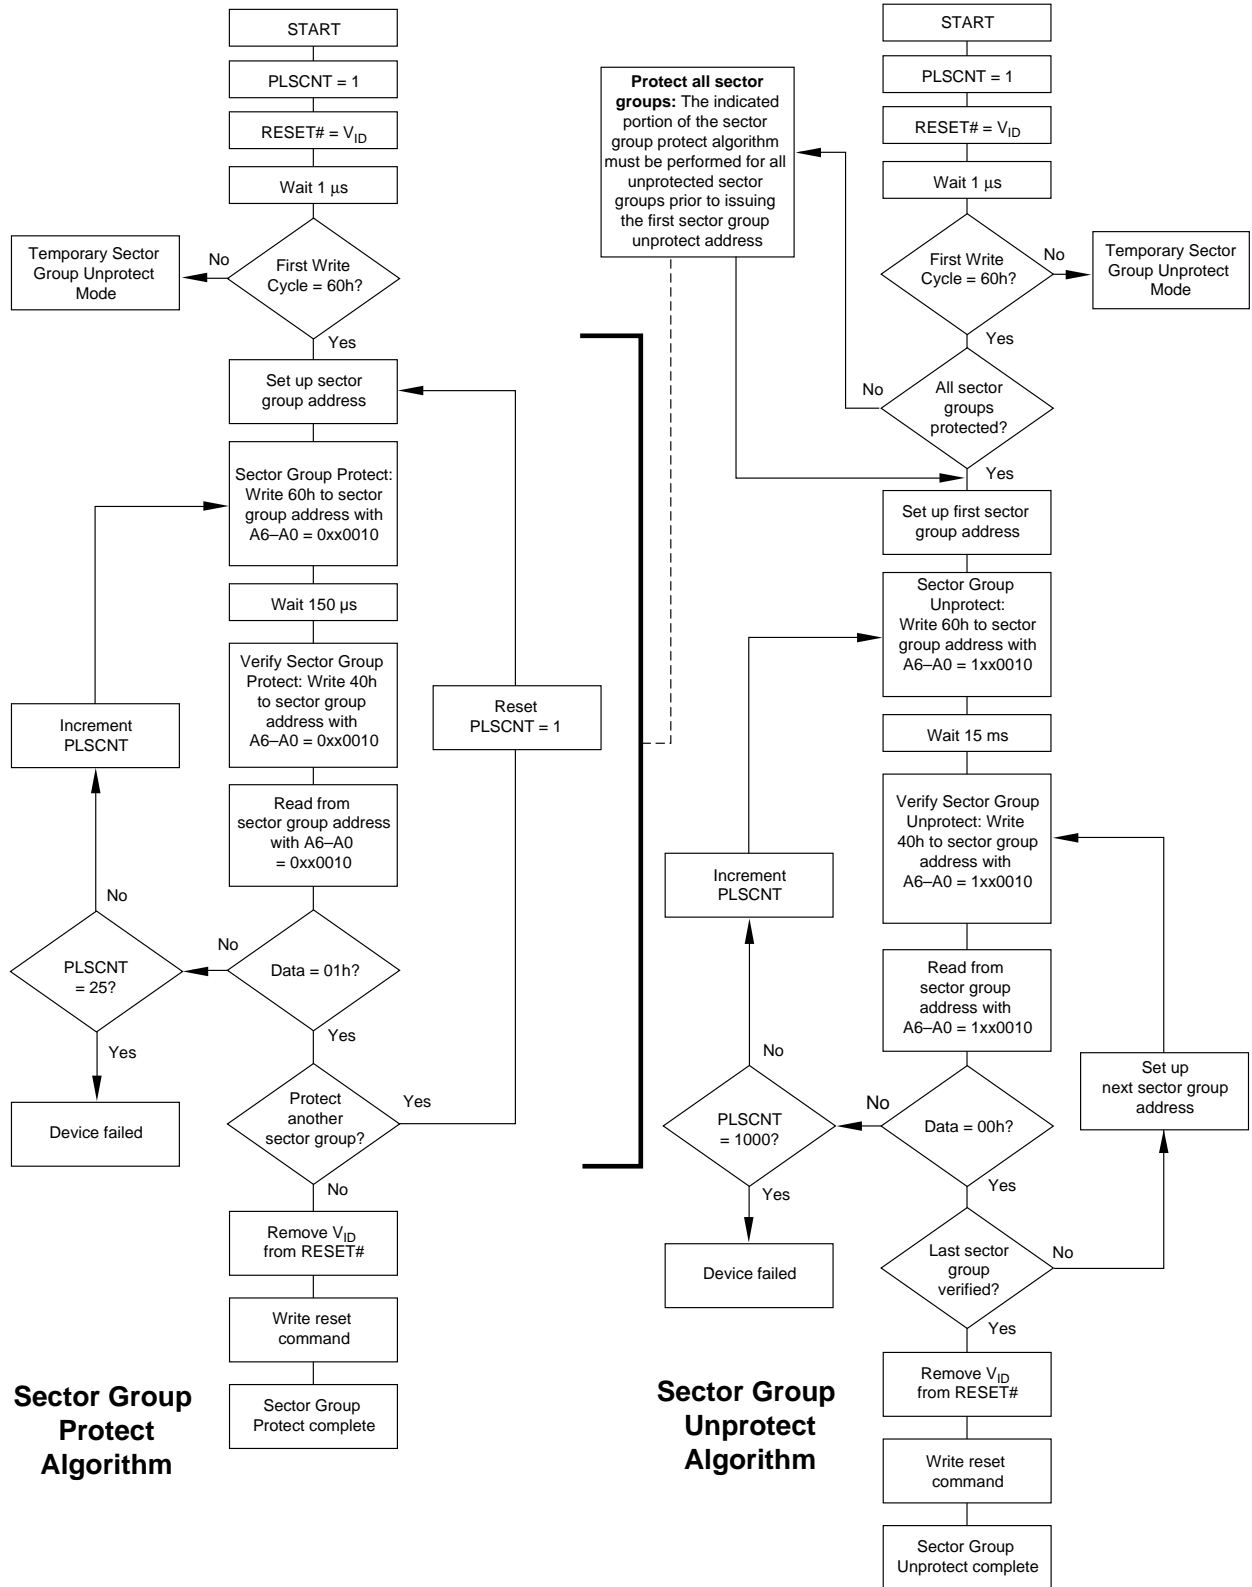 START
PLSCNT = 1
RESET# = VID
Wait 1 μs
First Write
Cycle = 60h?
No
Temporary Sector
Group Unprotect
Mode
Yes
Set up sector
group address
Sector Group Protect:
Write 60h to sector
group address with
A6–A0 = 0xx0010
Wait 150 µs
Verify Sector Group
Protect: Write 40h
to sector group
address with
A6–A0 = 0xx0010
Read from
sector group address
with A6–A0
= 0xx0010
Data = 01h?
No
PLSCNT
= 25?
No
Increment
PLSCNT
Yes
Device failed
Yes
Protect
another
sector group?
Yes
Reset
PLSCNT = 1
No
Remove VID
from RESET#
Write reset
command
Sector Group
Protect complete
Sector Group
Protect
Algorithm
Protect all sector
groups: The indicated
portion of the sector
group protect algorithm
must be performed for all
unprotected sector
groups prior to issuing
the first sector group
unprotect address
START
PLSCNT = 1
RESET# = VID
Wait 1 μs
First Write
Cycle = 60h?
No
Temporary Sector
Group Unprotect
Mode
Yes
All sector
groups
protected?
No
Yes
Set up first sector
group address
Sector Group
Unprotect:
Write 60h to sector
group address with
A6–A0 = 1xx0010
Wait 15 ms
Verify Sector Group
Unprotect: Write
40h to sector group
address with
A6–A0 = 1xx0010
Read from
sector group
address with
A6–A0 = 1xx0010
Data = 00h?
No
PLSCNT
= 1000?
No
Increment
PLSCNT
Yes
Device failed
Yes
Last sector
group
verified?
No
Set up
next sector group
address
Yes
Remove VID
from RESET#
Write reset
command
Sector Group
Unprotect complete
Sector Group
Unprotect
Algorithm